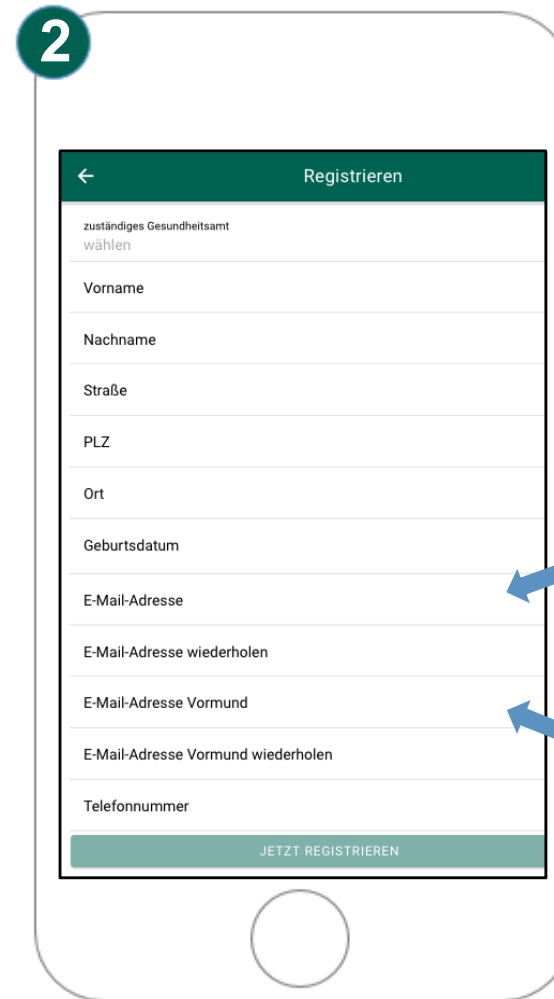 2
Registrieren
zuständiges Gesundheitsamt
wählen
Vorname
Nachname
Straße
PLZ
Ort
Geburtsdatum
E-Mail-Adresse
E-Mail-Adresse wiederholen
E-Mail-Adresse Vormund
E-Mail-Adresse Vormund wiederholen
Telefonnummer
JETZT REGISTRIEREN